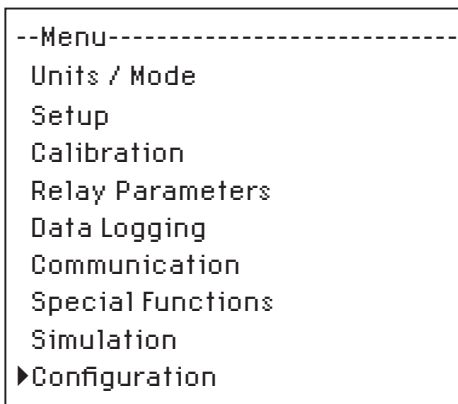 --Menu-----------------------------
Units / Mode
Setup
Calibration
Relay Parameters
Data Logging
Communication
Special Functions
Simulation
▶Configuration